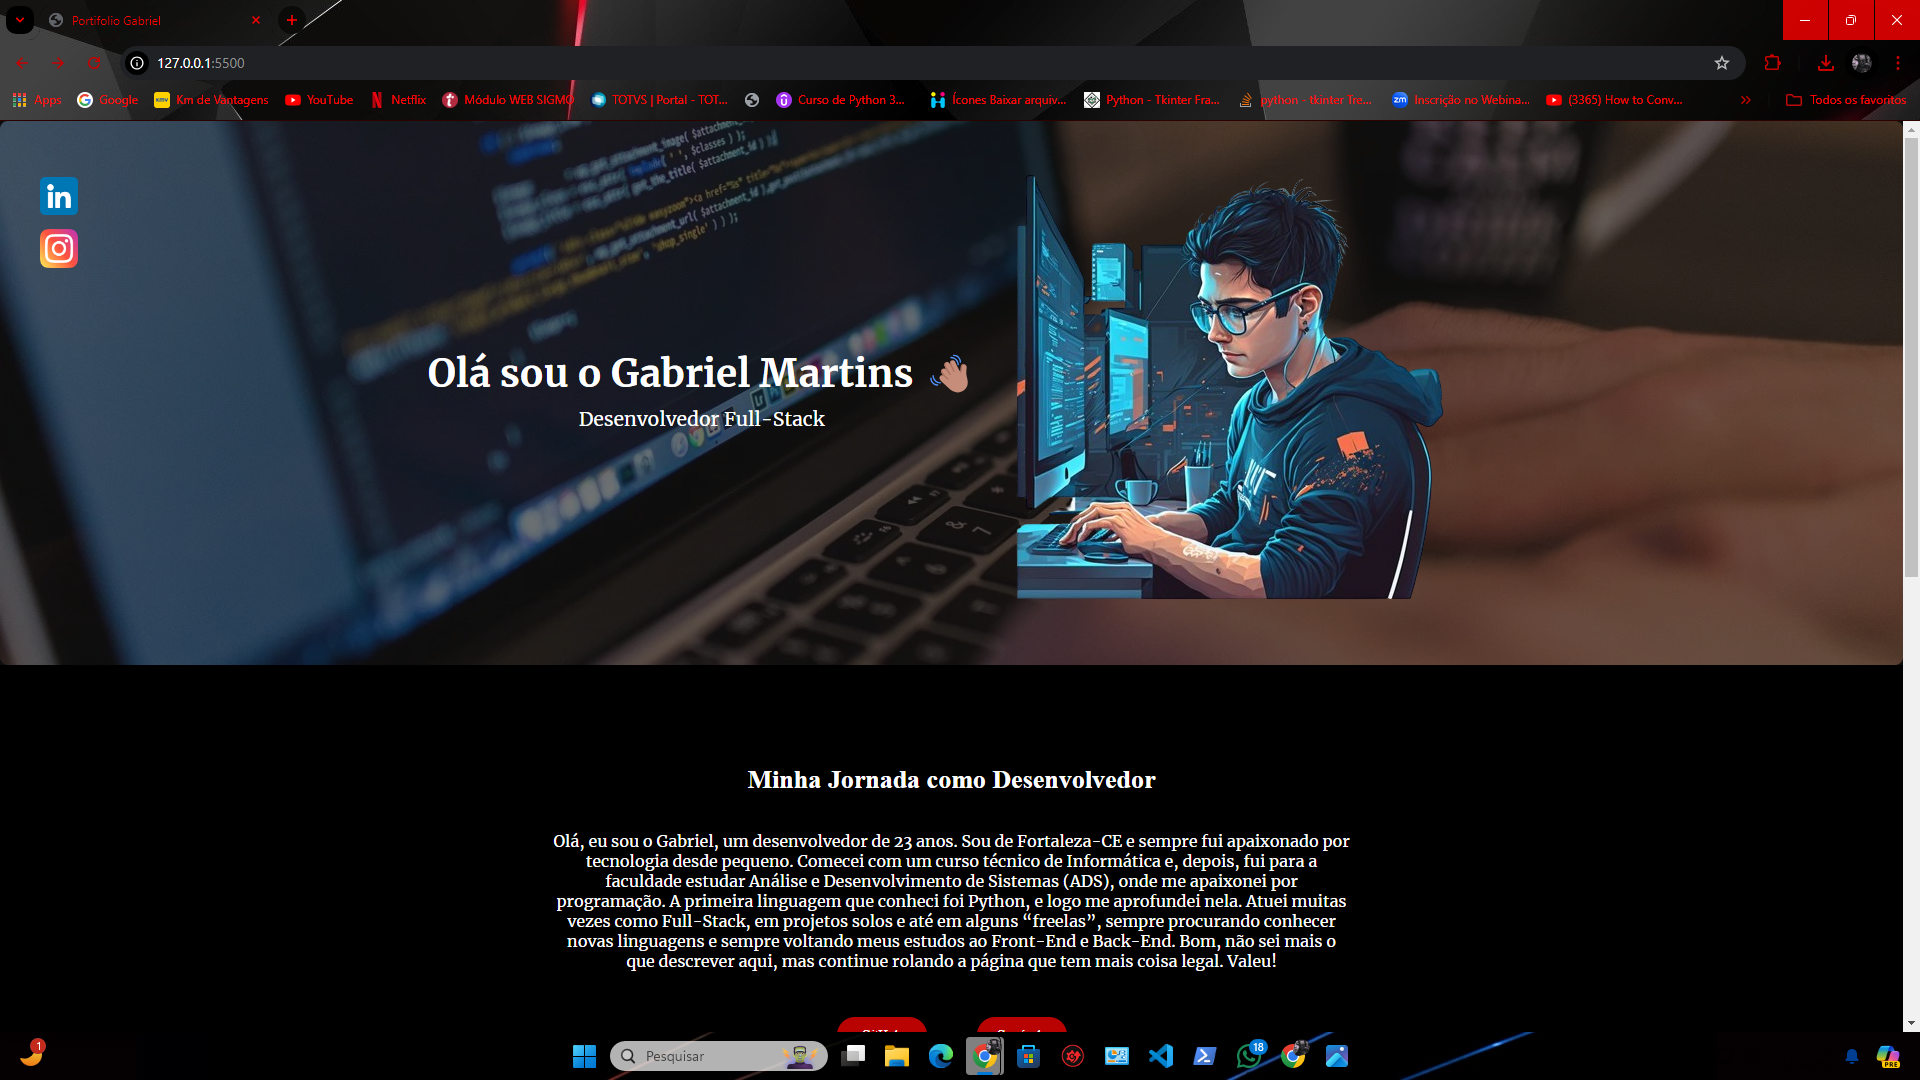 Portifolio Gabriel
127.0.0.1:5500
Apps
Google
Km de Vantagens
YouTube
Netflix
Módulo WEB SIGMO
TOTVS | Portal - TOT...
Curso de Python 3...
Ícones Baixar arquiv...
Python - Tkinter Fra...
python - tkinter Tre...
zm
Inscrição no Webina...
(3365) How to Conv...
Todos os favoritos
in
Olá sou o Gabriel Martins
Desenvolvedor Full-Stack
Minha Jornada como Desenvolvedor
Olá, eu sou o Gabriel, um desenvolvedor de 23 anos. Sou de Fortaleza-CE e sempre fui apaixonado por
tecnologia desde pequeno. Comecei com um curso técnico de Informática e, depois, fui para a
faculdade estudar Análise e Desenvolvimento de Sistemas (ADS), onde me apaixonei por
programação. A primeira linguagem que conheci foi Python, e logo me aprofundei nela. Atuei muitas
vezes como Full-Stack, em projetos solos e até em alguns “freelas”, sempre procurando conhecer
novas linguagens e sempre voltando meus estudos ao Front-End e Back-End. Bom, não sei mais o
que descrever aqui, mas continue rolando a página que tem mais coisa legal. Valeu!
1
Pesquisar
18
PRE